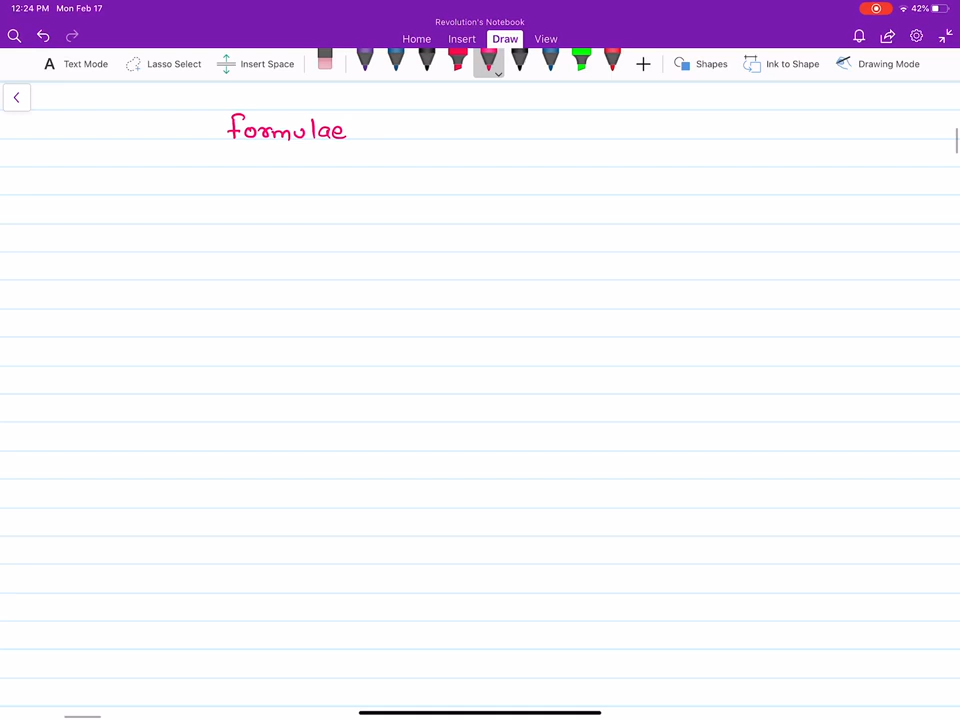 12:24 PM Mon Feb 17
42%
Revolution's Notebook
Home Insert Draw View
A Text Mode Lasso Select Insert Space Shapes Ink to Shape Drawing Mode
formulae